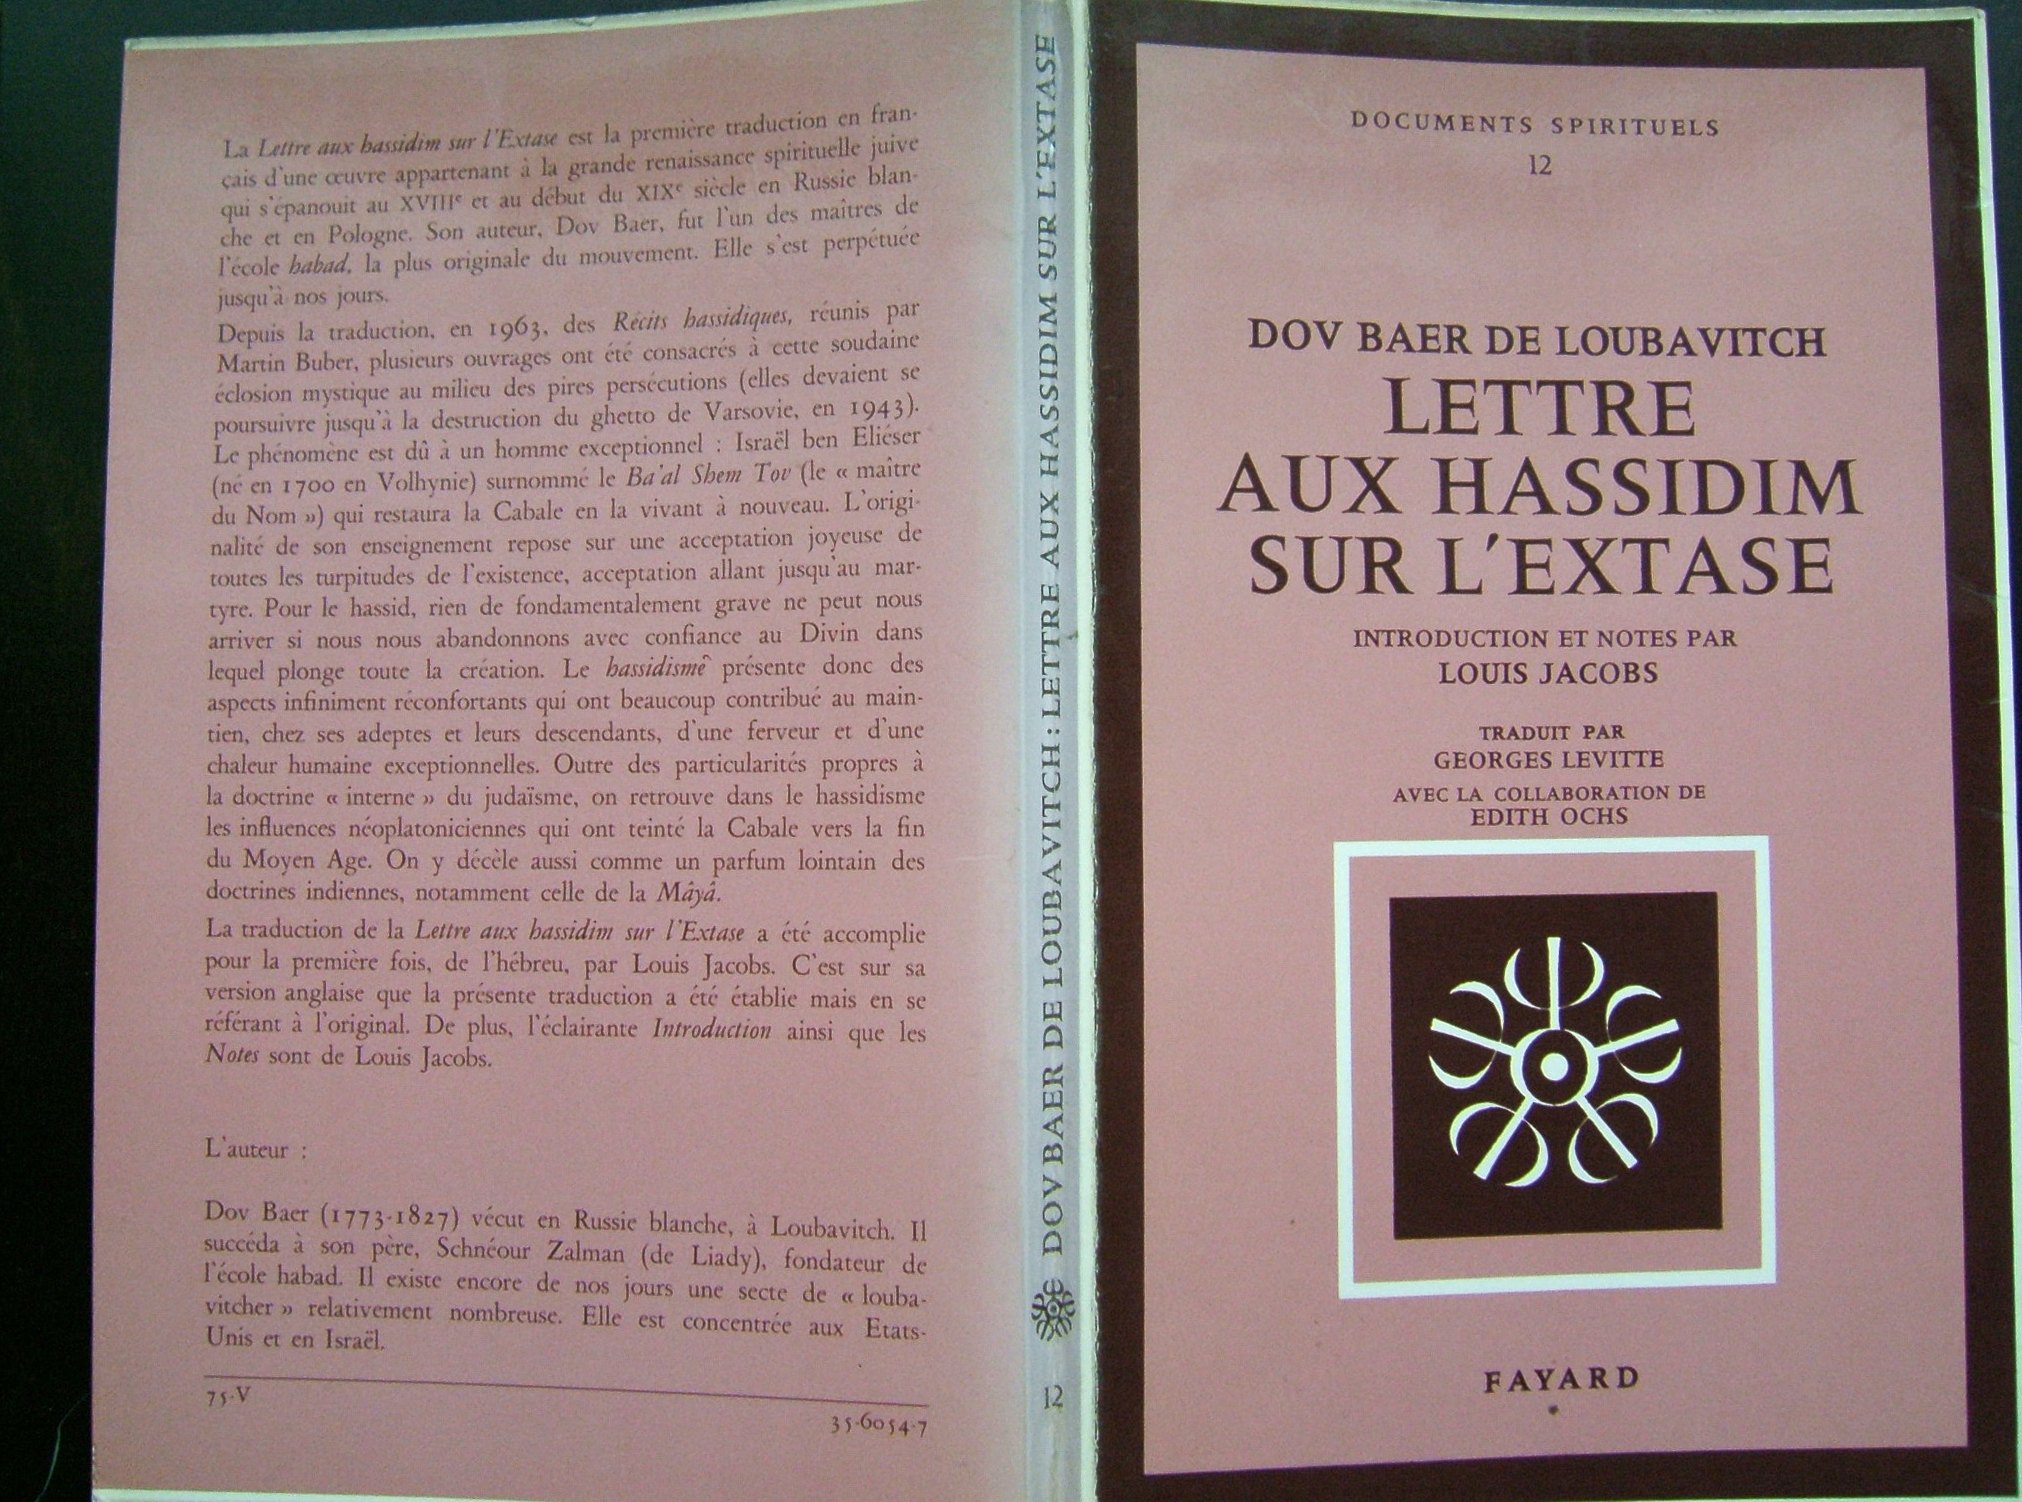 La Lettre aux hassidim sur l'Extase est la première traduction en fran-
çais d'une œuvre appartenant à la grande renaissance spirituelle juive
qui s'épanouit au XVIIIe et au début du XIXe siècle en Russie blan-
che et en Pologne. Son auteur, Dov Baer, fut l'un des maîtres de
l'école habad, la plus originale du mouvement. Elle s'est perpétuée
jusqu'à nos jours.
Depuis la traduction, en 1963, des Récits hassidiques, réunis par
Martin Buber, plusieurs ouvrages ont été consacrés à cette soudaine
éclosion mystique au milieu des pires persécutions (elles devaient se
poursuivre jusqu'à la destruction du ghetto de Varsovie, en 1943).
Le phénomène est dû à un homme exceptionnel : Israël ben Eliéser
(né en 1700 en Volhynie) surnommé le Ba'al Shem Tov (le « maître
du Nom ») qui restaura la Cabale en la vivant à nouveau. L'origi-
nalité de son enseignement repose sur une acceptation joyeuse de
toutes les turpitudes de l'existence, acceptation allant jusqu'au mar-
tyre. Pour le hassid, rien de fondamentalement grave ne peut nous
arriver si nous nous abandonnons avec confiance au Divin dans
lequel plonge toute la création. Le hassidisme présente donc des
aspects infiniment réconfortants qui ont beaucoup contribué au main-
tien, chez ses adeptes et leurs descendants, d'une ferveur et d'une
chaleur humaine exceptionnelles. Outre des particularités propres à
la doctrine « interne » du judaïsme, on retrouve dans le hassidisme
les influences néoplatoniciennes qui ont teinté la Cabale vers la fin
du Moyen Age. On y décèle aussi comme un parfum lointain des
doctrines indiennes, notamment celle de la Mâyâ.
La traduction de la Lettre aux hassidim sur l'Extase a été accomplie
pour la première fois, de l'hébreu, par Louis Jacobs. C'est sur sa
version anglaise que la présente traduction a été établie mais en se
référant à l'original. De plus, l'éclairante Introduction ainsi que les
Notes sont de Louis Jacobs.
L'auteur :
Dov Baer (1773-1827) vécut en Russie blanche, à Loubavitch. Il
succéda à son père, Schnéour Zalman (de Liady), fondateur de
l'école habad. Il existe encore de nos jours une secte de « louba-
vitcher » relativement nombreuse. Elle est concentrée aux Etats-
Unis et en Israël.
75-V
35-6054-7
DOV BAER DE LOUBAVITCH : LETTRE AUX HASSIDIM SUR L'EXTASE
12
DOCUMENTS SPIRITUELS
12
DOV BAER DE LOUBAVITCH
LETTRE
AUX HASSIDIM
SUR L'EXTASE
INTRODUCTION ET NOTES PAR
LOUIS JACOBS
TRADUIT PAR
GEORGES LEVITTE
AVEC LA COLLABORATION DE
EDITH OCHS
FAYARD